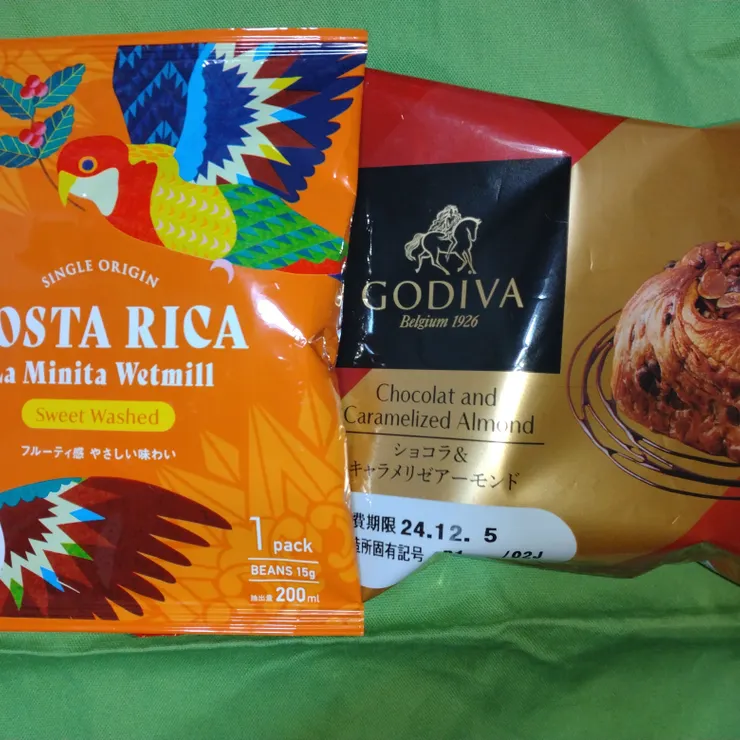 SINGLE ORIGIN
OSTA RICA
La Minita Wetmill
Sweet Washed
フルーティ感 やさしい味わい
1 pack
BEANS 15g
抽出量 200ml
GODIVA
Belgium 1926
Chocolat and
Caramelized Almond
ショコラ&
キャラメリゼアーモンド
費期限 24.12. 5
造所固有記号
/02J